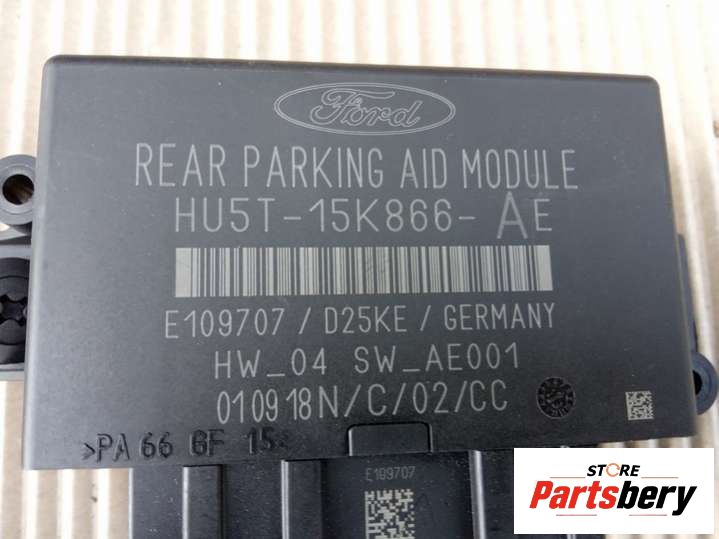 Ford
REAR PARKING AID MODULE
HU5T-15K866-AE
E109707/D25KE/GERMANY
HW_04 SW_AE001
010918N/C/02/CC
>PA 66 GF 15<
E109707
STORE
Partsbery